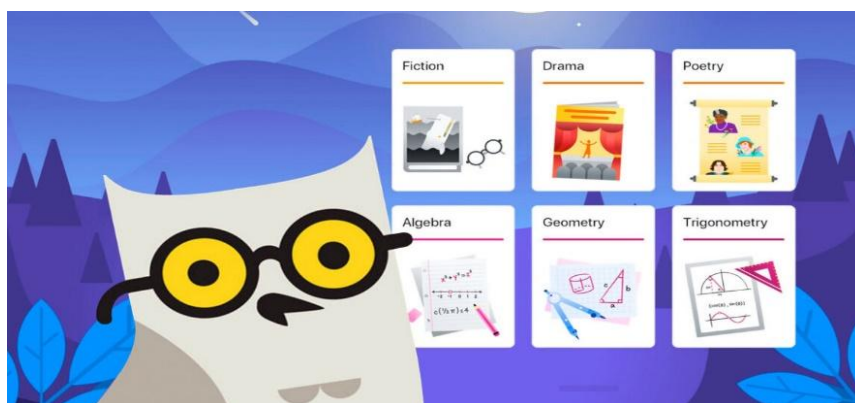 Fiction
Drama
Poetry
Algebra
Geometry
Trigonometry
c
b
a